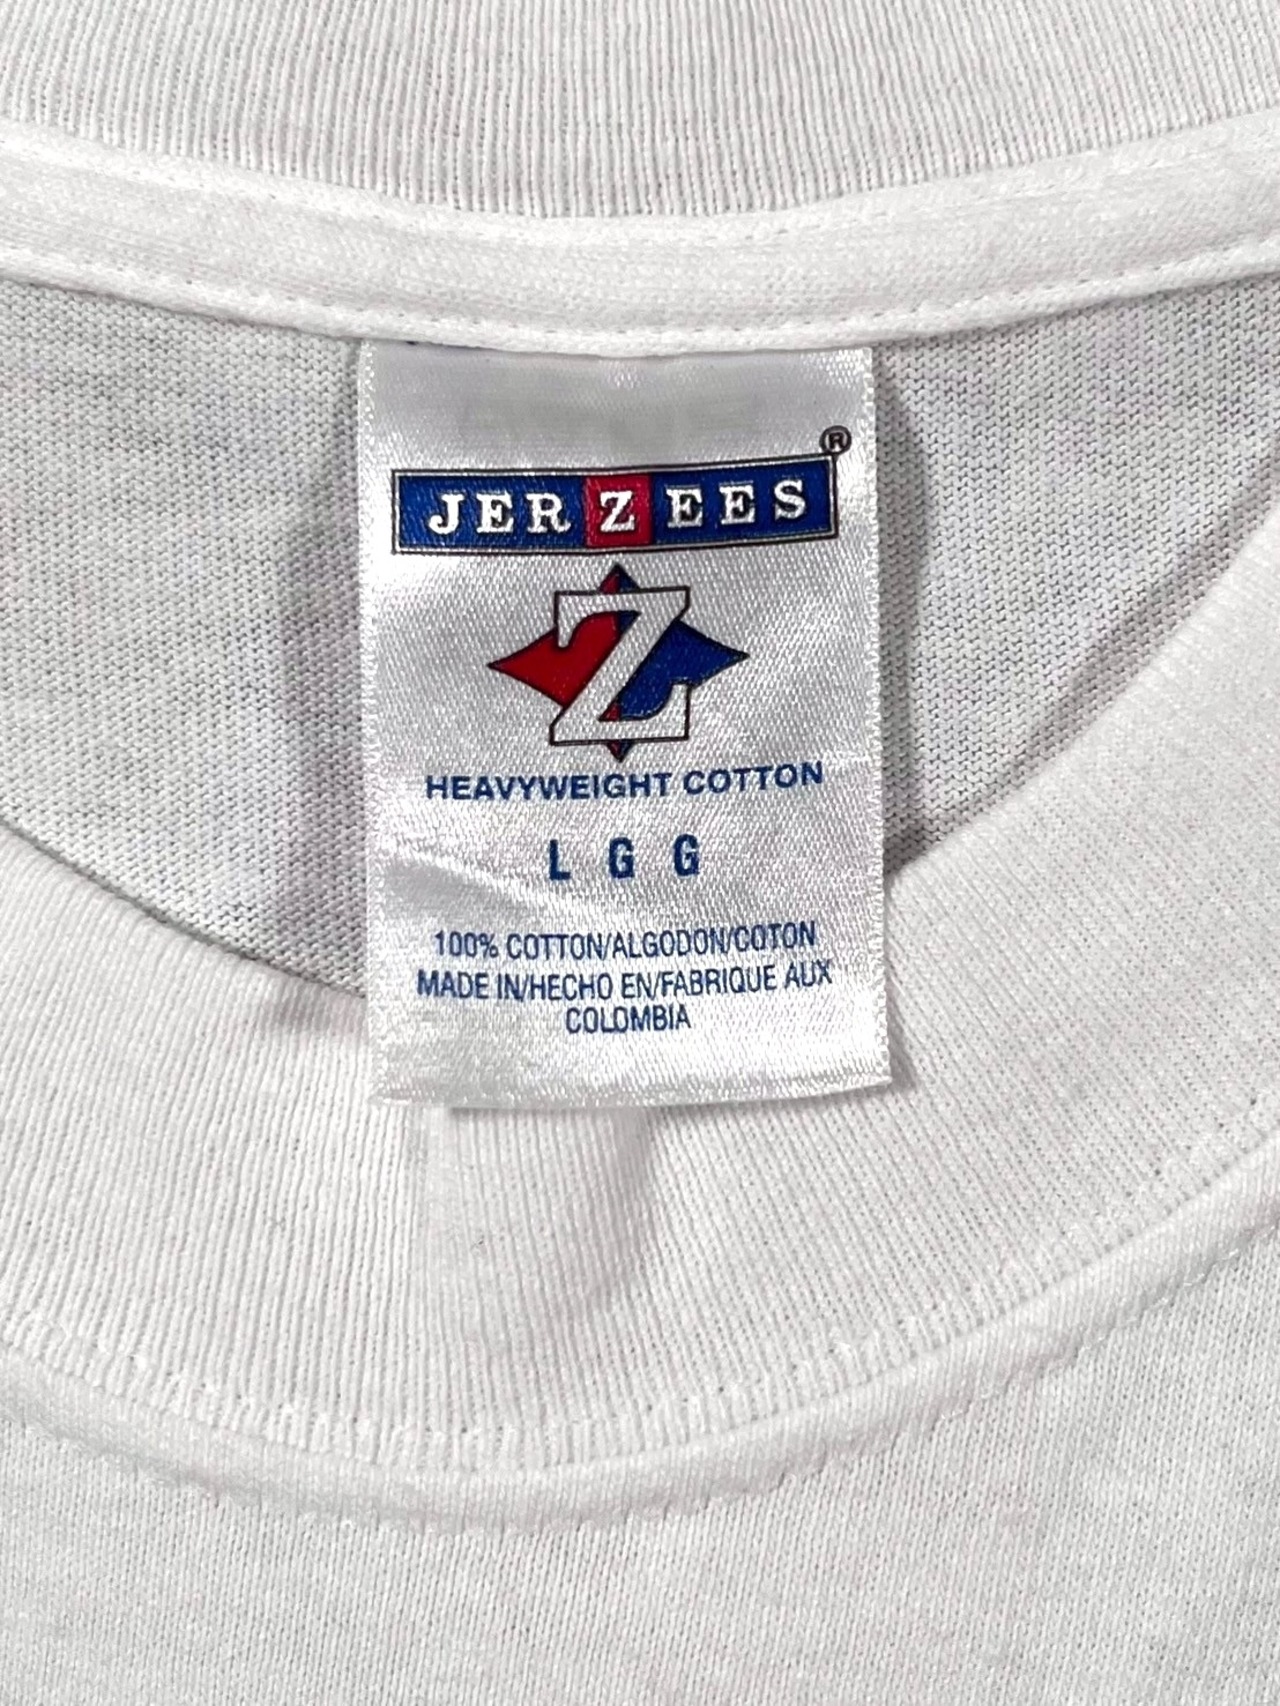 JERZEES®
Z
HEAVYWEIGHT COTTON
L G G
100% COTTON/ALGODON/COTON
MADE IN/HECHO EN/FABRIQUE AUX
COLOMBIA